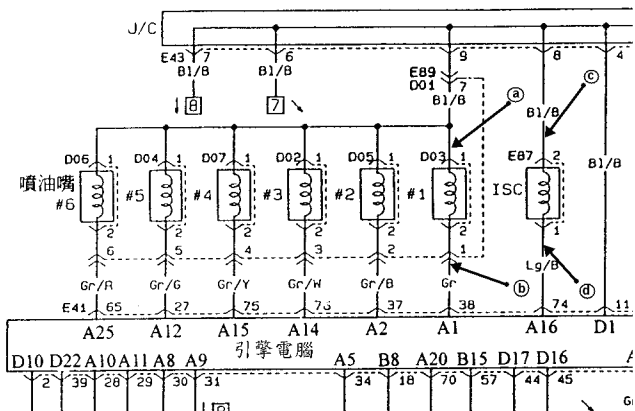 J/C
E43 7 6 9 8 4
Bl/B Bl/B E89
D01 7 ⓐ ⓒ
8 7 Bl/B Bl/B
D06 1 D04 1 D07 1 D02 1 D05 1 D03 1 E87 2 Bl/B
噴油嘴
#6 #5 #4 #3 #2 #1 ISC
2 2 2 2 2 2 1
6 5 4 3 2 1
Gr/R Gr/G Gr/Y Gr/W Gr/B Gr ⓑ Lg/B ⓓ
E41 65 27 75 76 37 38 74 11
A25 A12 A15 A14 A2 A1 A16 D1
引擎電腦
D10 D22 A10 A11 A8 A9 A5 B8 A20 B15 D17 D16 A
2 39 28 29 30 31 34 18 70 57 44 45